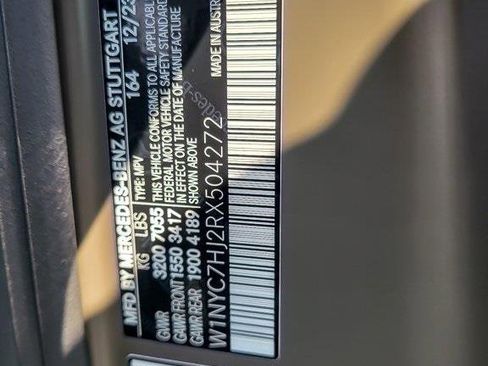 MFD BY MERCEDES-BENZ AG STUTTGART 12/23
KG LBS TYPE: MPV 164
GVWR 3200 7055 THIS VEHICLE CONFORMS TO ALL APPLICABLE
GAWR FRONT 1550 3417 FEDERAL MOTOR VEHICLE SAFETY STANDARDS
GAWR REAR 1900 4189 IN EFFECT ON THE DATE OF MANUFACTURE
SHOWN ABOVE
MADE IN AUSTR
W1NYC7HJ2RX504272